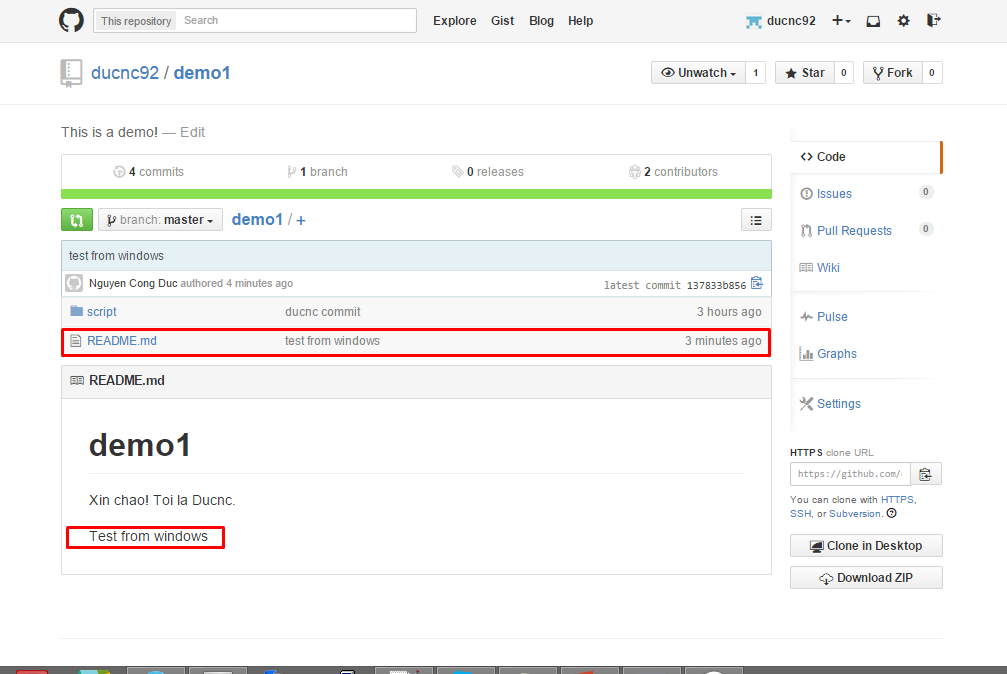 This repository Search Explore Gist Blog Help ducnc92
ducnc92 / demo1 Unwatch 1 Star 0 Fork 0
This is a demo! — Edit
4 commits 1 branch 0 releases 2 contributors
branch: master demo1 / +
test from windows
Nguyen Cong Duc authored 4 minutes ago latest commit 137833b856
script ducnc commit 3 hours ago
README.md test from windows 3 minutes ago
README.md
demo1
Xin chao! Toi la Ducnc.
Test from windows
Code
Issues 0
Pull Requests 0
Wiki
Pulse
Graphs
Settings
HTTPS clone URL
https://github.com/
You can clone with HTTPS,
SSH, or Subversion.
Clone in Desktop
Download ZIP